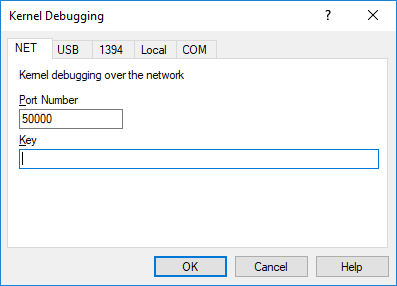 Kernel Debugging
NET USB 1394 Local COM
Kernel debugging over the network
Port Number
50000
Key
OK Cancel Help